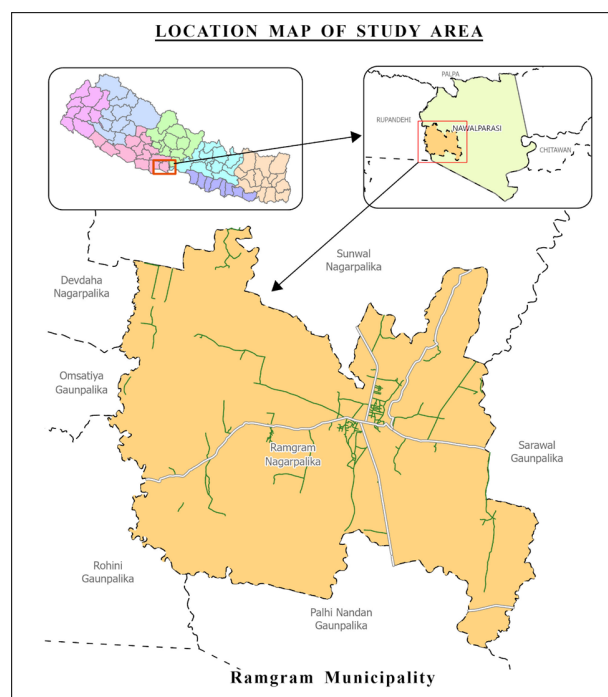 LOCATION MAP OF STUDY AREA
PALPA
RUPANDEHI
NAWALPARASI
CHITAWAN
Sunwal
Nagarpalika
Devdaha
Nagarpalika
Omsatiya
Gaunpalika
Ramgram
Nagarpalika
Sarawal
Gaunpalika
Rohini
Gaunpalika
Palhi Nandan
Gaunpalika
Ramgram Municipality